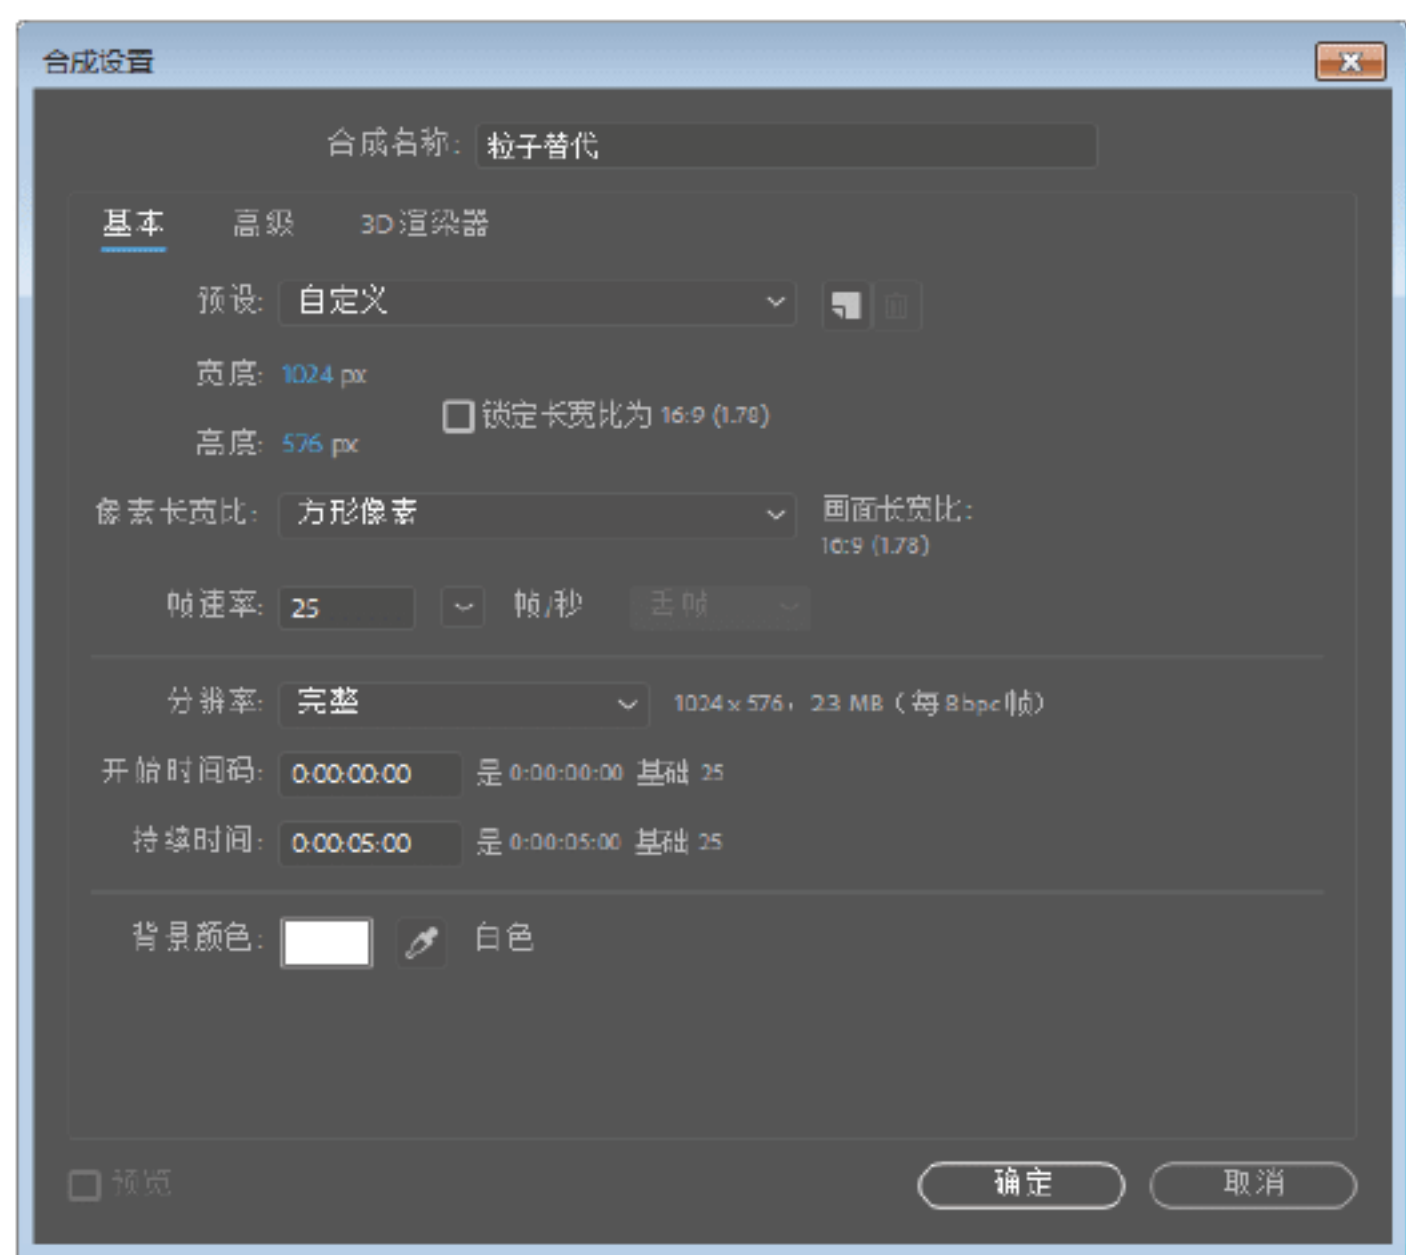 合成设置
合成名称: 粒子替代
基本 高级 3D 渲染器
预设: 自定义
宽度: 1024 px
锁定长宽比为 16:9 (1.78)
高度: 576 px
像素长宽比: 方形像素 画面长宽比:
16:9 (1.78)
帧速率: 25 帧/秒 丢帧
分辨率: 完整 1024 x 576, 2.3 MB (每 8bpc 帧)
开始时间码: 0:00:00:00 是 0:00:00:00 基础 25
持续时间: 0:00:05:00 是 0:00:05:00 基础 25
背景颜色: 白色
预览 确定 取消